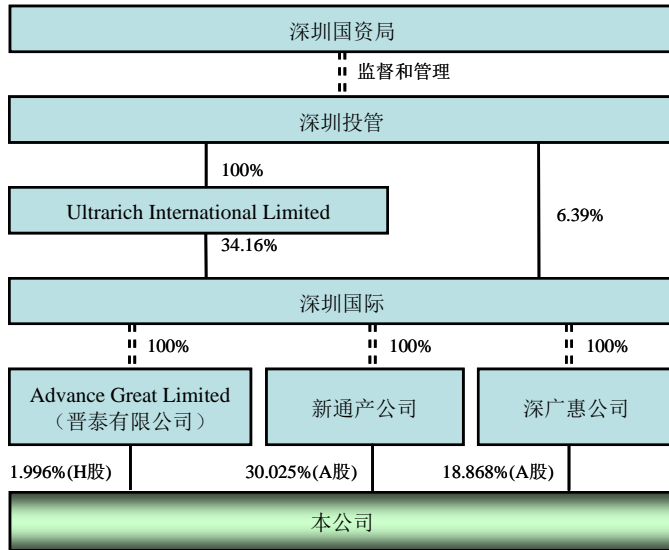 深圳国资局
监督和管理
深圳投管
100%
Ultrarich International Limited
6.39%
34.16%
深圳国际
100%
100%
100%
Advance Great Limited
（晋泰有限公司）
新通产公司
深广惠公司
1.996%(H股)
30.025%(A股)
18.868%(A股)
本公司